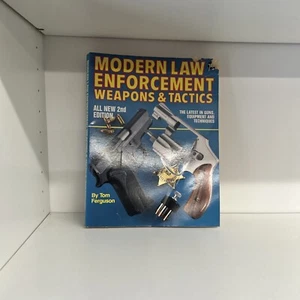 MODERN LAW
ENFORCEMENT
WEAPONS & TACTICS
ALL NEW 2nd
EDITION
THE LATEST IN GUNS,
EQUIPMENT AND
TECHNIQUES
By Tom
Ferguson